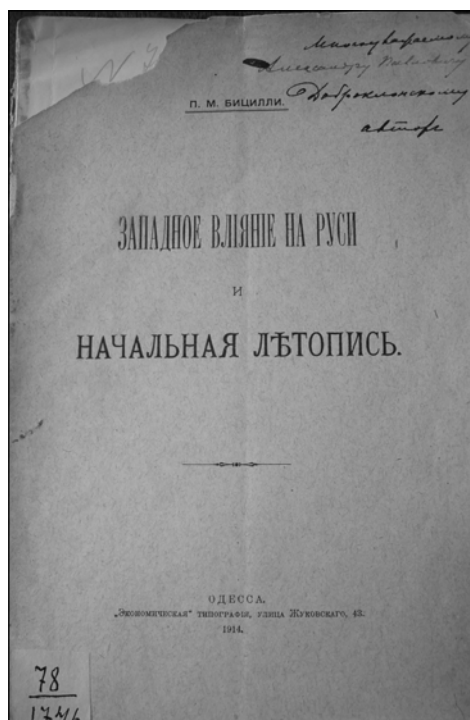 Многоуважаемому
Александру Павловичу
Доброклонскому
авторъ
П. М. БИЦИЛЛИ.
ЗАПАДНОЕ ВЛІЯНІЕ НА РУСИ
И
НАЧАЛЬНАЯ ЛѢТОПИСЬ.
ОДЕССА.
„Экономическая" типографія, улица Жуковскаго, 43.
1914.
78